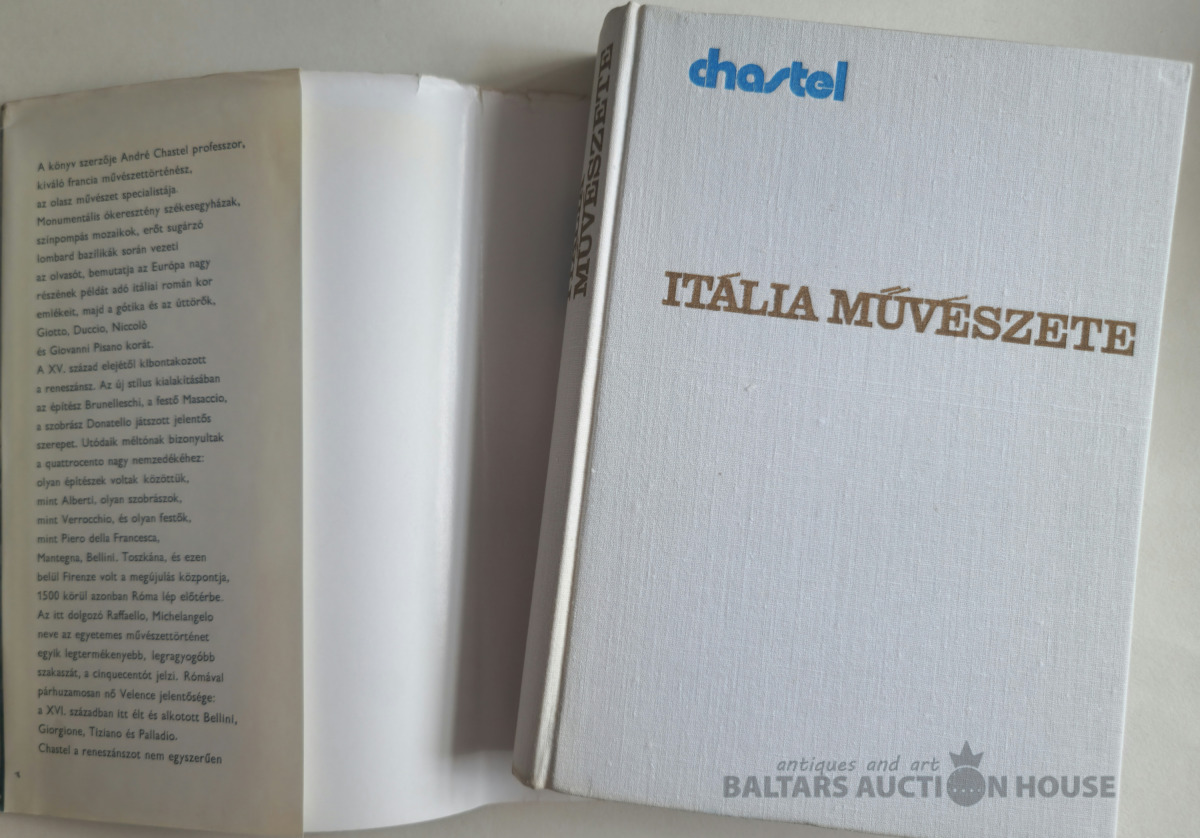 A könyv szerzője André Chastel professzor,
kiváló francia művészettörténész,
az olasz művészet specialistája.
Monumentális ókeresztény székesegyházak,
színpompás mozaikok, erőt sugárzó
lombard bazilikák során vezeti
az olvasót, bemutatja az Európa nagy
részének példát adó itáliai román kor
emlékeit, majd a gótika és az úttörők,
Giotto, Duccio, Niccolò
és Giovanni Pisano korát.
A XV. század elejétől kibontakozott
a reneszánsz. Az új stílus kialakításában
az építész Brunelleschi, a festő Masaccio,
a szobrász Donatello játszott jelentős
szerepet. Utódaik méltónak bizonyultak
a quattrocento nagy nemzedékéhez:
olyan építészek voltak közöttük,
mint Alberti, olyan szobrászok,
mint Verrocchio, és olyan festők,
mint Piero della Francesca,
Mantegna, Bellini. Toszkána, és ezen
belül Firenze volt a megújulás központja,
1500 körül azonban Róma lép előtérbe.
Az itt dolgozó Raffaello, Michelangelo
neve az egyetemes művészettörténet
egyik legtermékenyebb, legragyogóbb
szakaszát, a cinquecentót jelzi. Rómával
párhuzamosan nő Velence jelentősége:
a XVI. században itt élt és alkotott Bellini,
Giorgione, Tiziano és Palladio.
Chastel a reneszánszot nem egyszerűen
MŰVÉSZETE
chastel
ITÁLIA MŰVÉSZETE
antiques and art
BALTARS AUCTION HOUSE